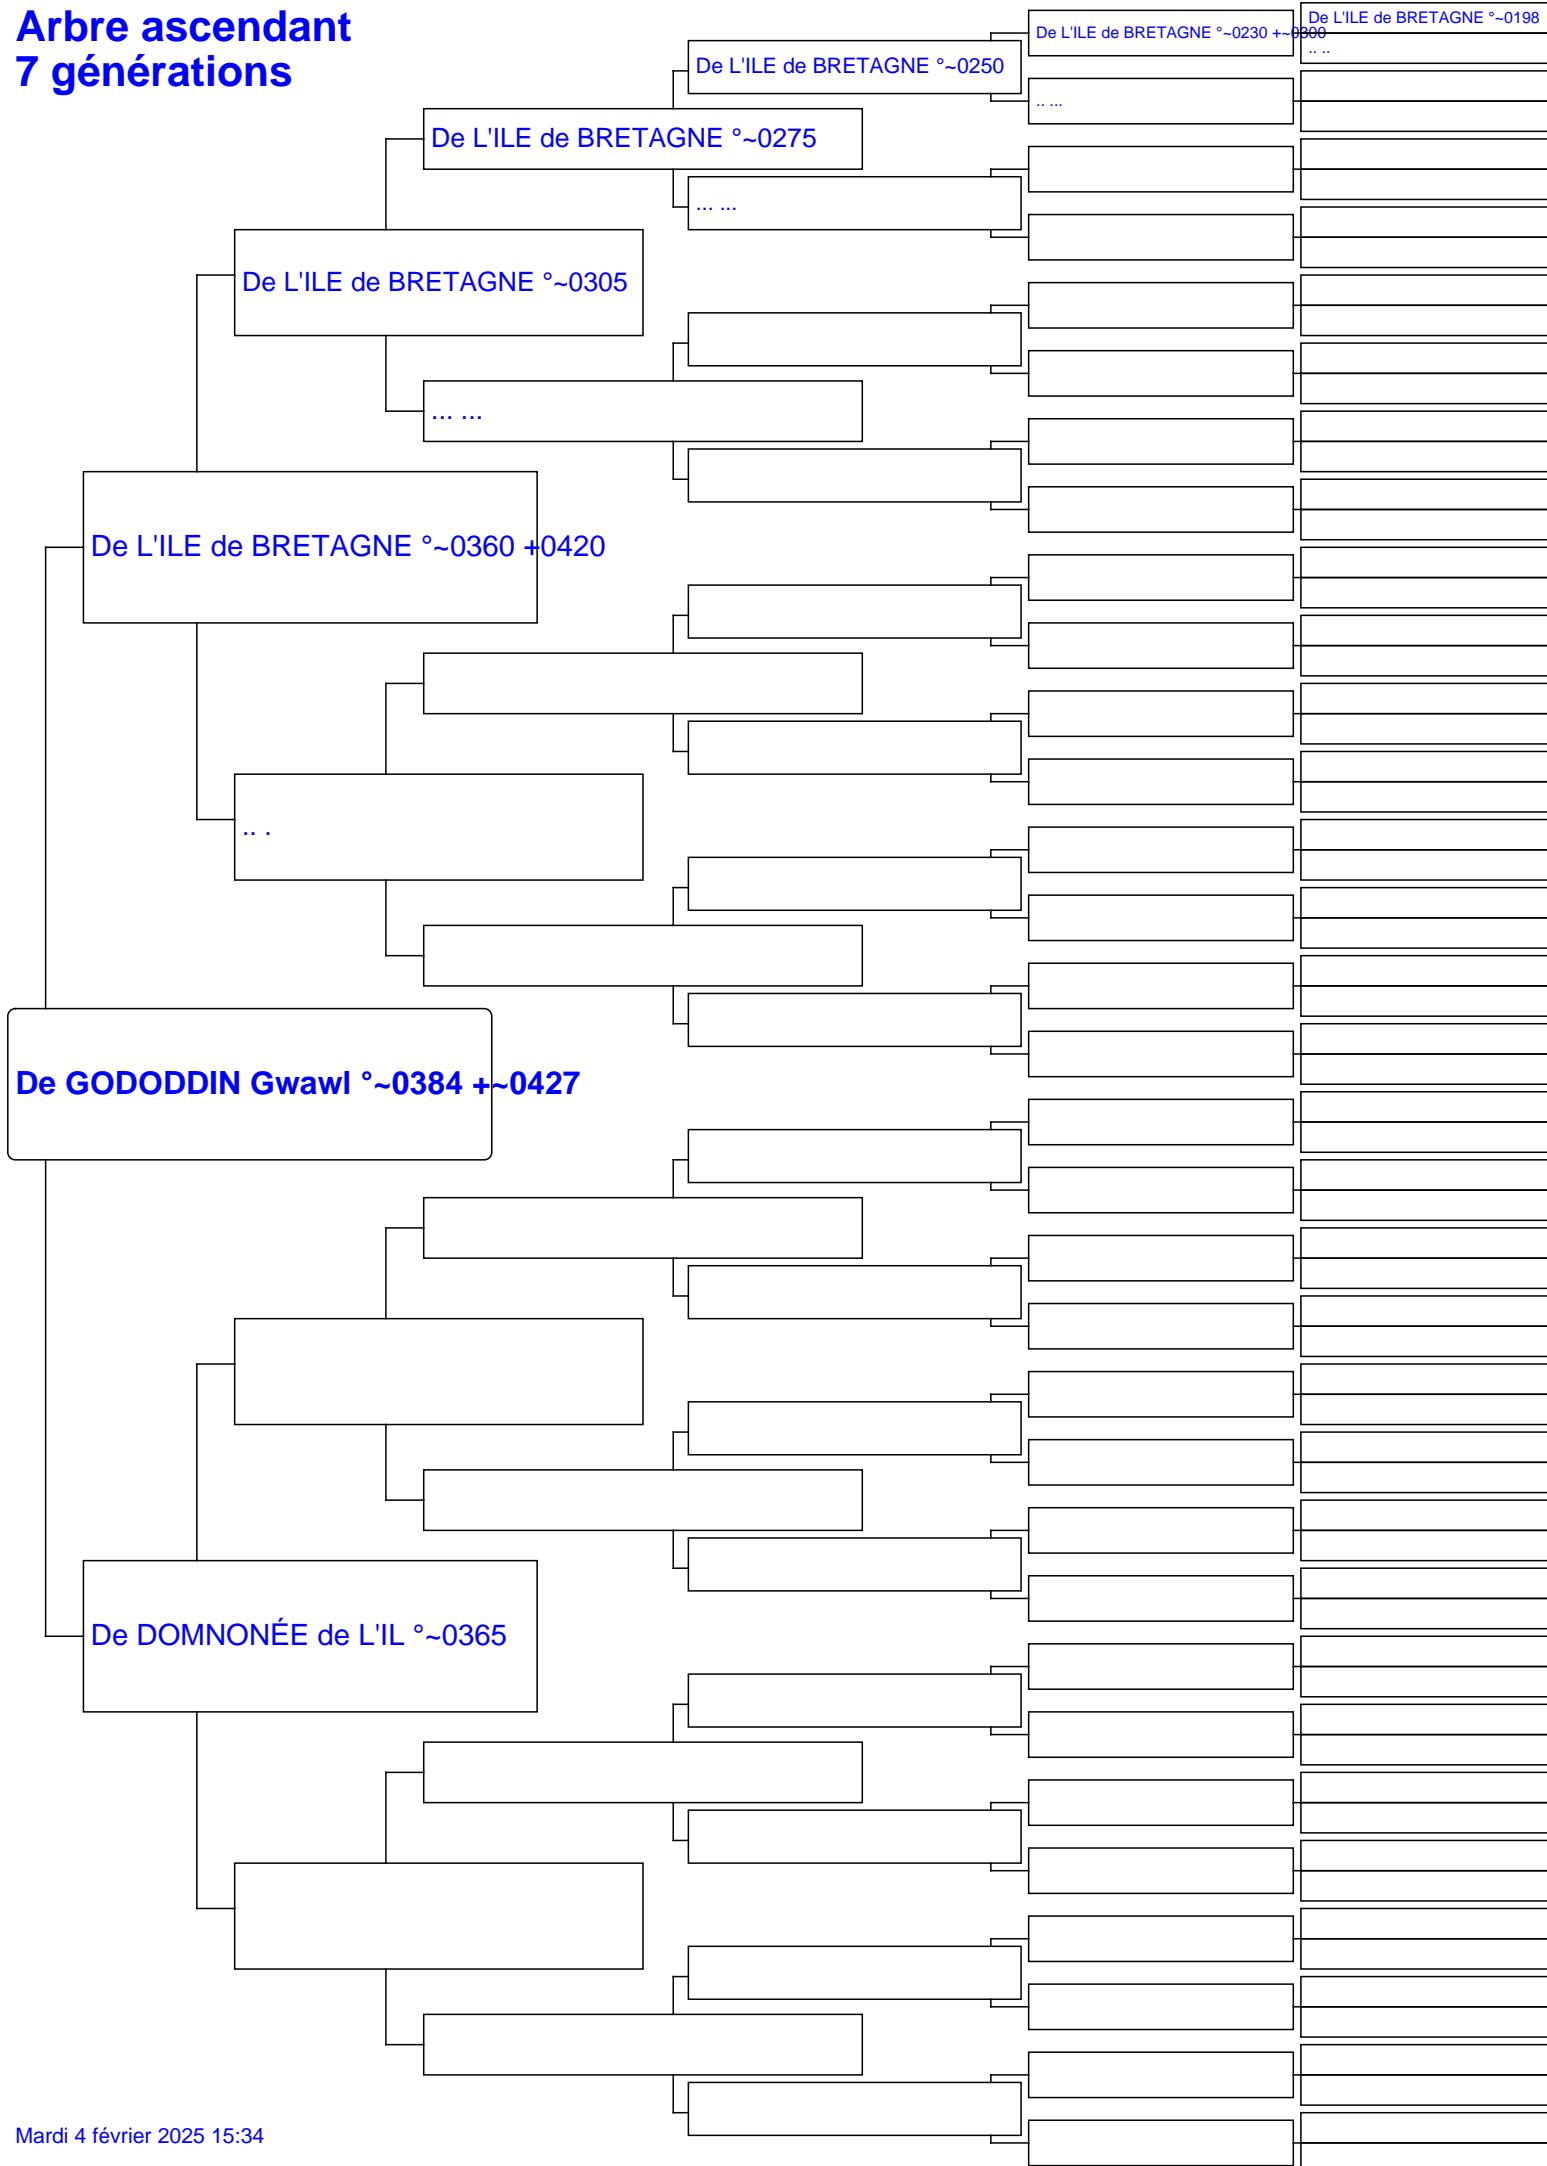 Arbre ascendant
7 générations
De L'ILE de BRETAGNE °~0198
.. ..
De L'ILE de BRETAGNE °~0230 +~0300
.. ...
De L'ILE de BRETAGNE °~0250
De L'ILE de BRETAGNE °~0275
... ...
De L'ILE de BRETAGNE °~0305
... ...
De L'ILE de BRETAGNE °~0360 +0420
.. .
De GODODDIN Gwawl °~0384 +~0427
De DOMNONÉE de L'IL °~0365
Mardi 4 février 2025 15:34